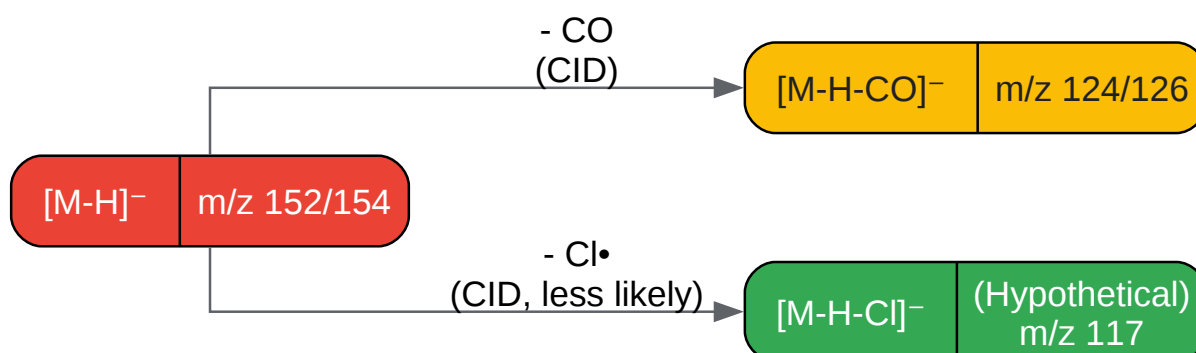 - CO
(CID)
[M-H-CO]⁻
m/z 124/126
[M-H]⁻
m/z 152/154
- Cl•
(CID, less likely)
[M-H-Cl]⁻
(Hypothetical)
m/z 117